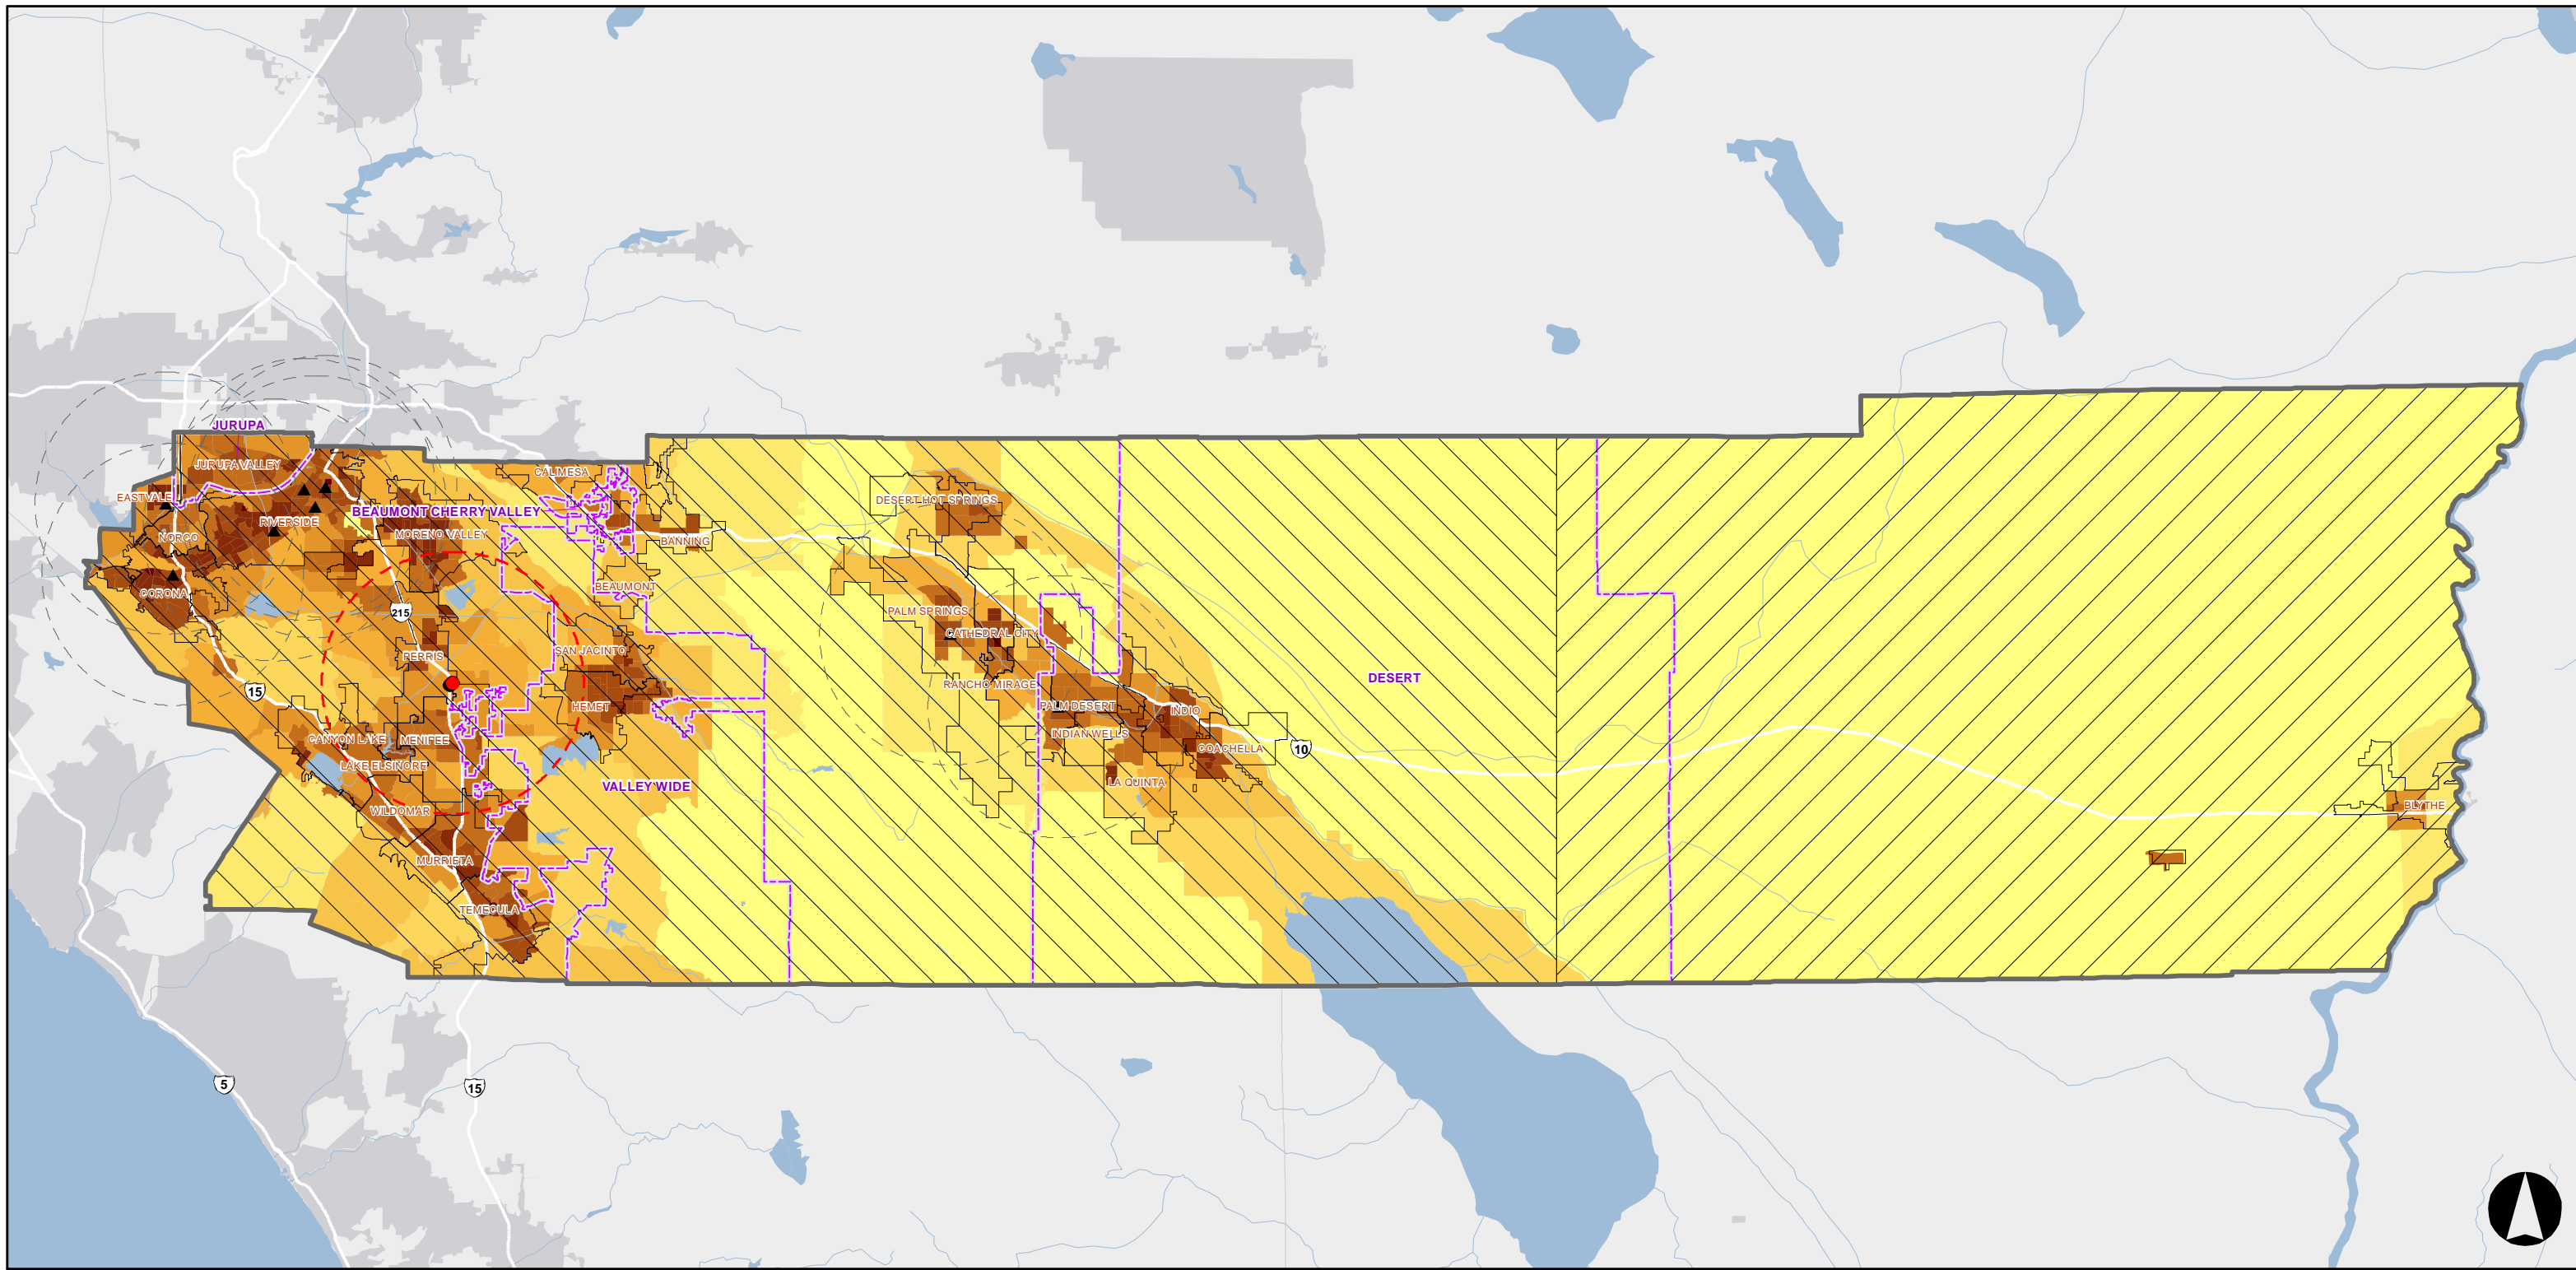 JURUPA
JURUPA VALLEY
CALIMESA
EASTVALE
DESERT HOT SPRINGS
BEAUMONT CHERRY VALLEY
RIVERSIDE
MORENO VALLEY
NORCO
BANNING
BEAUMONT
CORONA
215
PALM SPRINGS
CATHEDRAL CITY
SAN JACINTO
PERRIS
DESERT
RANCHO MIRAGE
15
HEMET
PALM DESERT
INDIO
INDIAN WELLS
CANYON LAKE
MENIFEE
COACHELLA
10
LAKE ELSINORE
LA QUINTA
VALLEY WIDE
BLYTHE
WILDOMAR
MURRIETA
TEMECULA
5
15